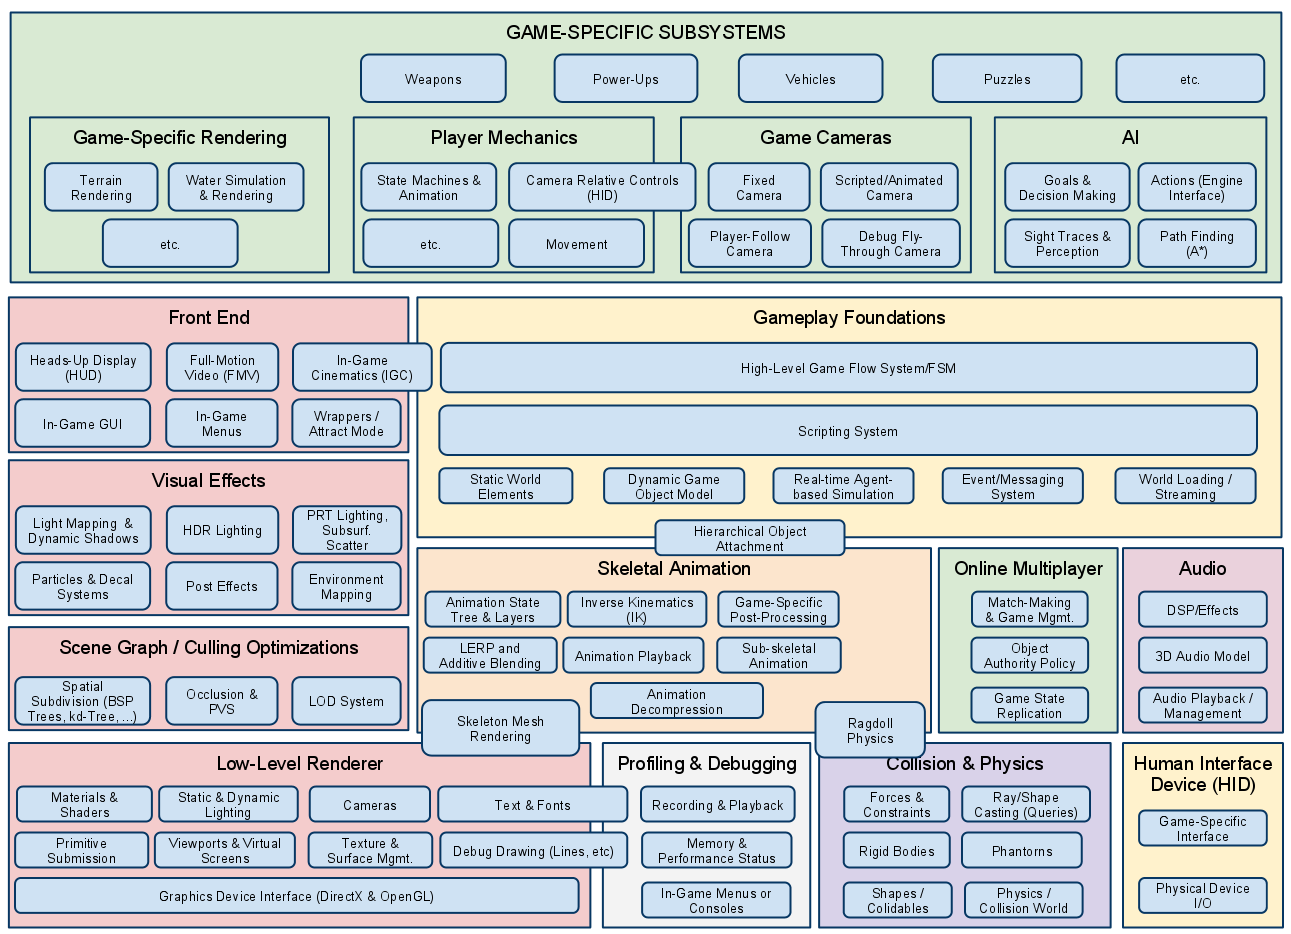 GAME-SPECIFIC SUBSYSTEMS
Weapons
Power-Ups
Vehicles
Puzzles
etc.
Game-Specific Rendering
Terrain
Rendering
Water Simulation
& Rendering
etc.
Player Mechanics
State Machines &
Animation
Camera Relative Controls
(HID)
etc.
Movement
Game Cameras
Fixed
Camera
Scripted/Animated
Camera
Player-Follow
Camera
Debug Fly-
Through Camera
AI
Goals &
Decision Making
Actions (Engine
Interface)
Sight Traces &
Perception
Path Finding
(A*)
Front End
Heads-Up Display
(HUD)
Full-Motion
Video (FMV)
In-Game
Cinematics (IGC)
In-Game GUI
In-Game
Menus
Wrappers /
Attract Mode
Gameplay Foundations
High-Level Game Flow System/FSM
Scripting System
Static World
Elements
Dynamic Game
Object Model
Real-time Agent-
based Simulation
Event/Messaging
System
World Loading /
Streaming
Hierarchical Object
Attachment
Visual Effects
Light Mapping &
Dynamic Shadows
HDR Lighting
PRT Lighting,
Subsurf.
Scatter
Particles & Decal
Systems
Post Effects
Environment
Mapping
Skeletal Animation
Animation State
Tree & Layers
Inverse Kinematics
(IK)
Game-Specific
Post-Processing
LERP and
Additive Blending
Animation Playback
Sub-skeletal
Animation
Animation
Decompression
Skeleton Mesh
Rendering
Ragdoll
Physics
Online Multiplayer
Match-Making
& Game Mgmt.
Object
Authority Policy
Game State
Replication
Audio
DSP/Effects
3D Audio Model
Audio Playback /
Management
Scene Graph / Culling Optimizations
Spatial
Subdivision (BSP
Trees, kd-Tree, ...)
Occlusion &
PVS
LOD System
Low-Level Renderer
Materials &
Shaders
Static & Dynamic
Lighting
Cameras
Text & Fonts
Primitive
Submission
Viewports & Virtual
Screens
Texture &
Surface Mgmt.
Debug Drawing (Lines, etc)
Graphics Device Interface (DirectX & OpenGL)
Profiling & Debugging
Recording & Playback
Memory &
Performance Status
In-Game Menus or
Consoles
Collision & Physics
Forces &
Constraints
Ray/Shape
Casting (Queries)
Rigid Bodies
Phantorns
Shapes /
Colidables
Physics /
Collision World
Human Interface
Device (HID)
Game-Specific
Interface
Physical Device
I/O